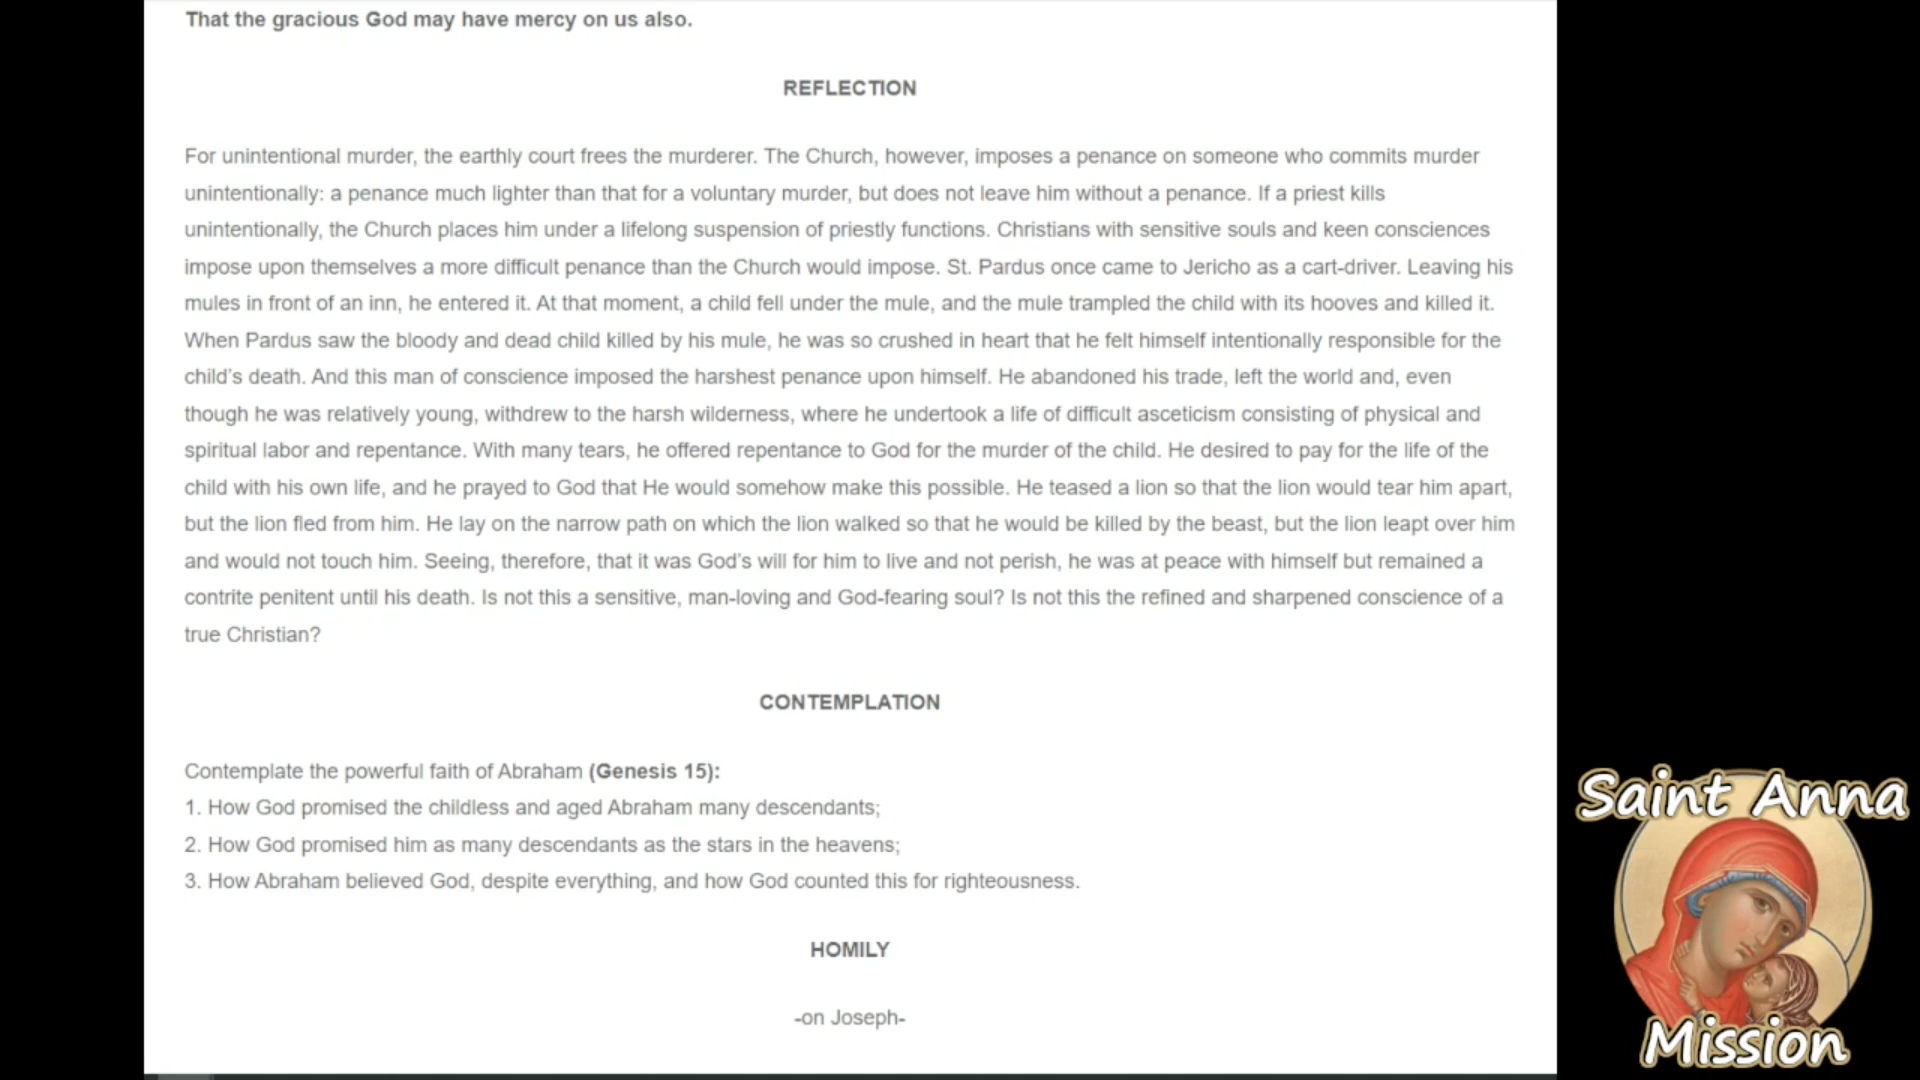 That the gracious God may have mercy on us also.
REFLECTION
For unintentional murder, the earthly court frees the murderer. The Church, however, imposes a penance on someone who commits murder
unintentionally: a penance much lighter than that for a voluntary murder, but does not leave him without a penance. If a priest kills
unintentionally, the Church places him under a lifelong suspension of priestly functions. Christians with sensitive souls and keen consciences
impose upon themselves a more difficult penance than the Church would impose. St. Pardus once came to Jericho as a cart-driver. Leaving his
mules in front of an inn, he entered it. At that moment, a child fell under the mule, and the mule trampled the child with its hooves and killed it.
When Pardus saw the bloody and dead child killed by his mule, he was so crushed in heart that he felt himself intentionally responsible for the
child's death. And this man of conscience imposed the harshest penance upon himself. He abandoned his trade, left the world and, even
though he was relatively young, withdrew to the harsh wilderness, where he undertook a life of difficult asceticism consisting of physical and
spiritual labor and repentance. With many tears, he offered repentance to God for the murder of the child. He desired to pay for the life of the
child with his own life, and he prayed to God that He would somehow make this possible. He teased a lion so that the lion would tear him apart,
but the lion fled from him. He lay on the narrow path on which the lion walked so that he would be killed by the beast, but the lion leapt over him
and would not touch him. Seeing, therefore, that it was God's will for him to live and not perish, he was at peace with himself but remained a
contrite penitent until his death. Is not this a sensitive, man-loving and God-fearing soul? Is not this the refined and sharpened conscience of a
true Christian?
CONTEMPLATION
Contemplate the powerful faith of Abraham (Genesis 15):
1. How God promised the childless and aged Abraham many descendants;
2. How God promised him as many descendants as the stars in the heavens;
3. How Abraham believed God, despite everything, and how God counted this for righteousness.
HOMILY
-on Joseph-
Saint Anna
Mission